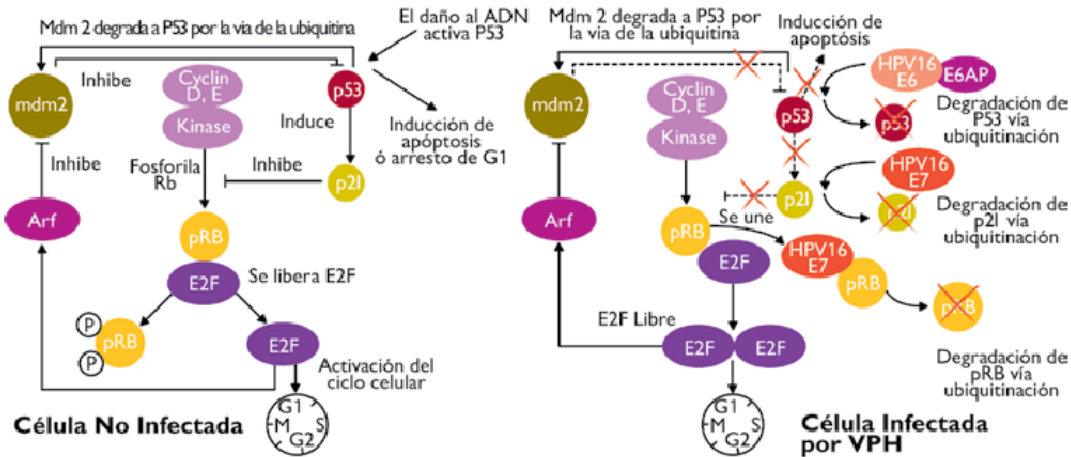 Mdm 2 degrada a P53 por la vía de la ubiquitina
El daño al ADN
activa P53
Inhibe
mdm2
Cyclin
D, E
Kinase
p53
Induce
Inducción de
apóptosis
ó arresto de G1
Inhibe
Fosforila
Rb
Inhibe
p21
Arf
pRB
E2F
Se libera E2F
P
P
pRB
E2F
Activación del
ciclo celular
G1
M
S
G2
Célula No Infectada
Mdm 2 degrada a P53 por
la vía de la ubiquitina
Inducción de
apoptósis
HPV16
E6
E6AP
mdm2
Cyclin
D, E
Kinase
p53
p53
Degradación de
P53 vía
ubiquitinación
HPV16
E7
p21
p21
Degradación de
p21 vía
ubiquitinación
Arf
Se une
pRB
E2F
HPV16
E7
pRB
pRB
E2F Libre
E2F
E2F
Degradación de
pRB vía
ubiquitinación
G1
M
S
G2
Célula Infectada
por VPH